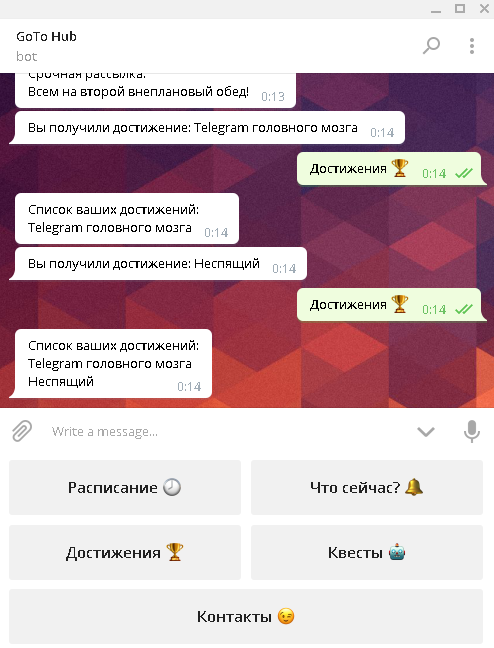 GoTo Hub
bot
Срочная рассылка:
Всем на второй внеплановый обед! 0:13
Вы получили достижение: Telegram головного мозга 0:14
Достижения 🏆 0:14
Список ваших достижений:
Telegram головного мозга 0:14
Вы получили достижение: Неспящий 0:14
Достижения 🏆 0:14
Список ваших достижений:
Telegram головного мозга
Неспящий 0:14
Write a message...
Расписание 🕗 Что сейчас? 🔔
Достижения 🏆 Квесты 🤖
Контакты 😉